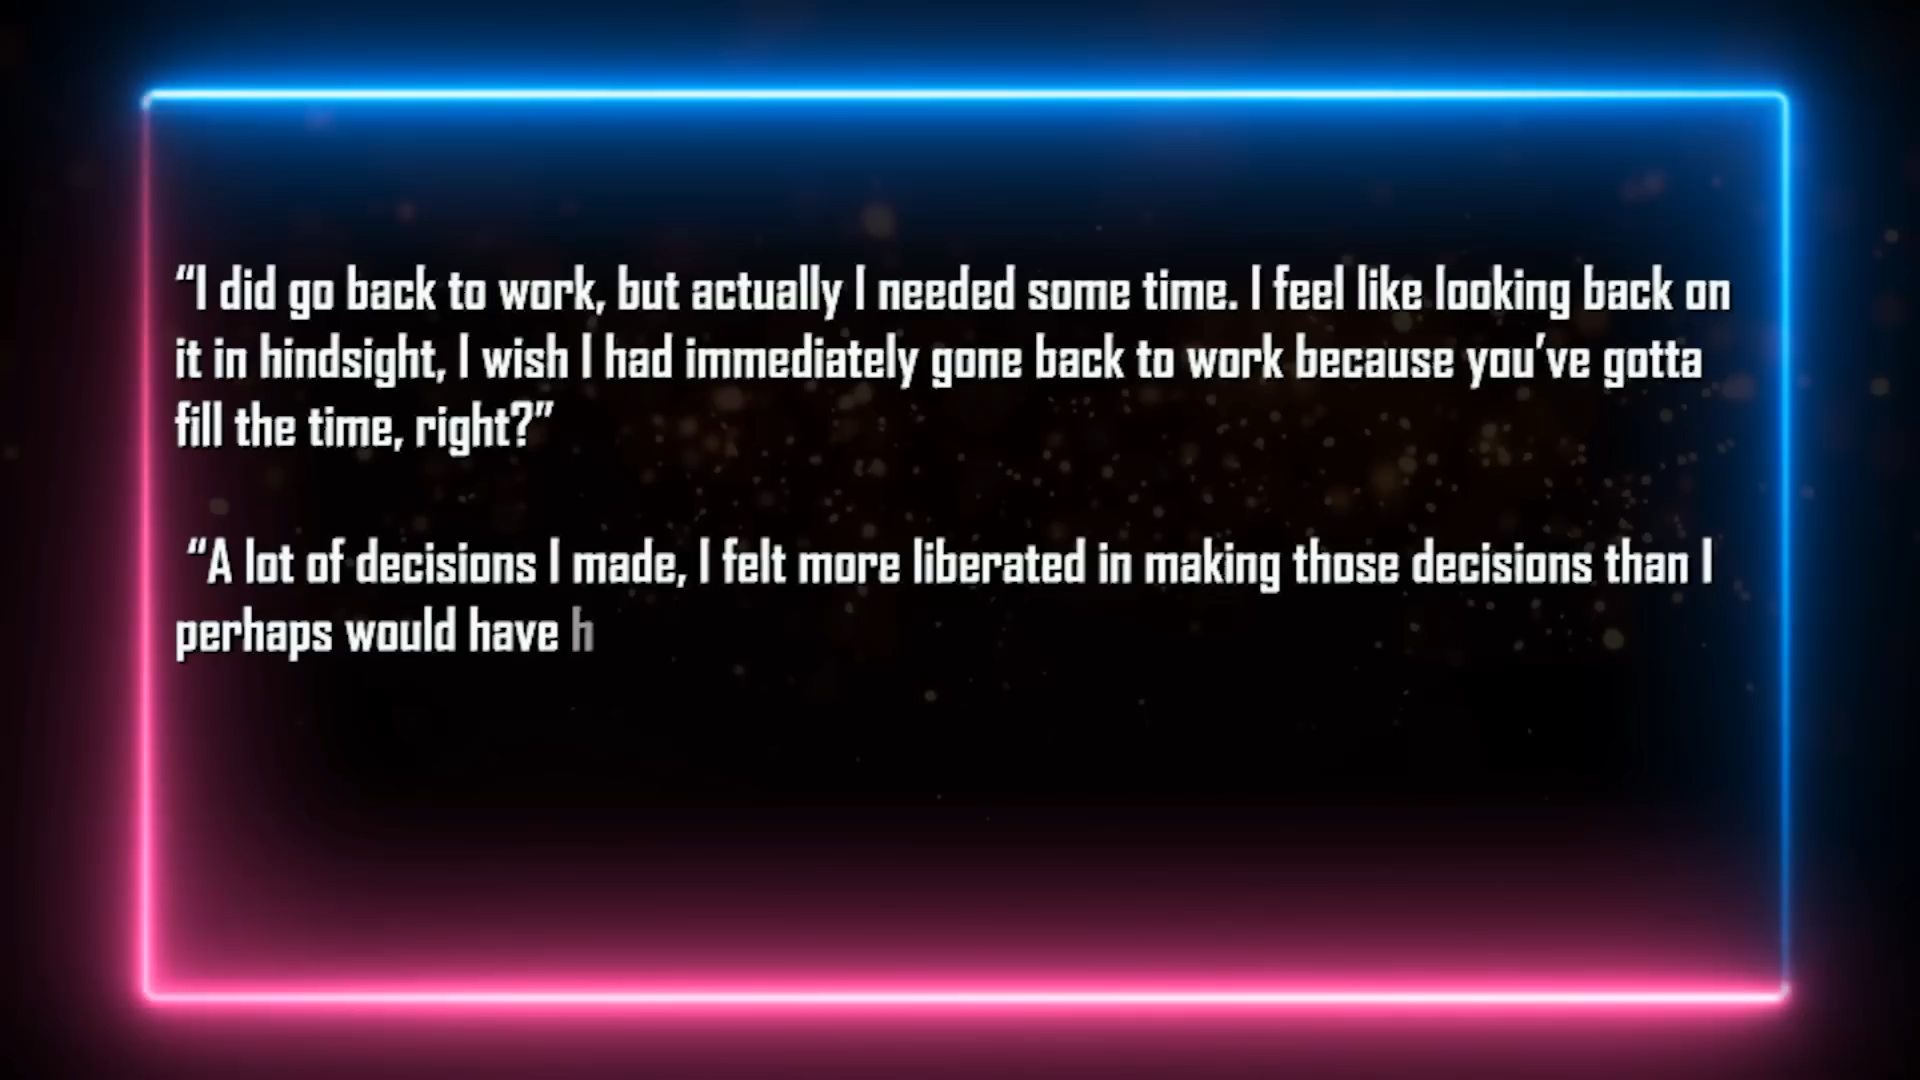 “I did go back to work, but actually I needed some time. I feel like looking back on
it in hindsight, I wish I had immediately gone back to work because you’ve gotta
fill the time, right?”
“A lot of decisions I made, I felt more liberated in making those decisions than I
perhaps would have h